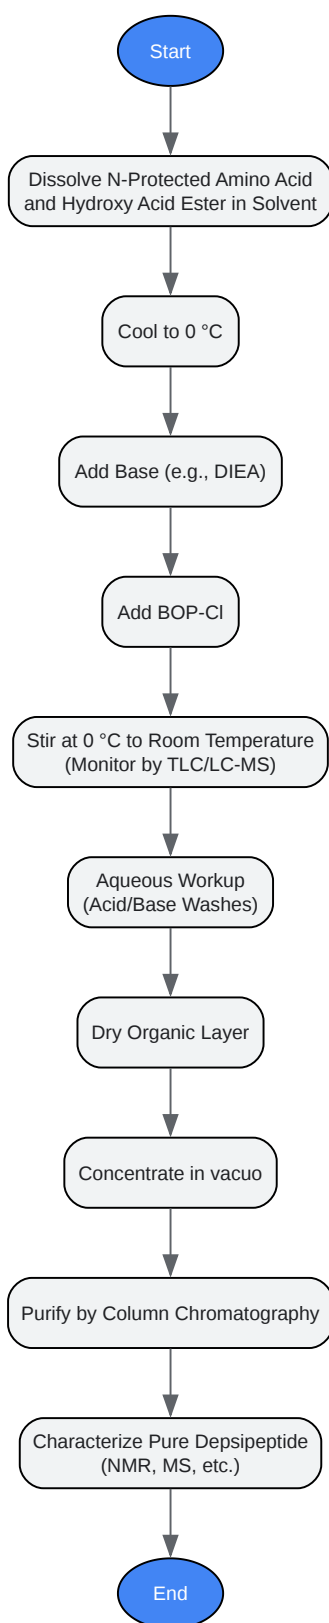 Start
Dissolve N-Protected Amino Acid
and Hydroxy Acid Ester in Solvent
Cool to 0 °C
Add Base (e.g., DIEA)
Add BOP-Cl
Stir at 0 °C to Room Temperature
(Monitor by TLC/LC-MS)
Aqueous Workup
(Acid/Base Washes)
Dry Organic Layer
Concentrate in vacuo
Purify by Column Chromatography
Characterize Pure Depsipeptide
(NMR, MS, etc.)
End